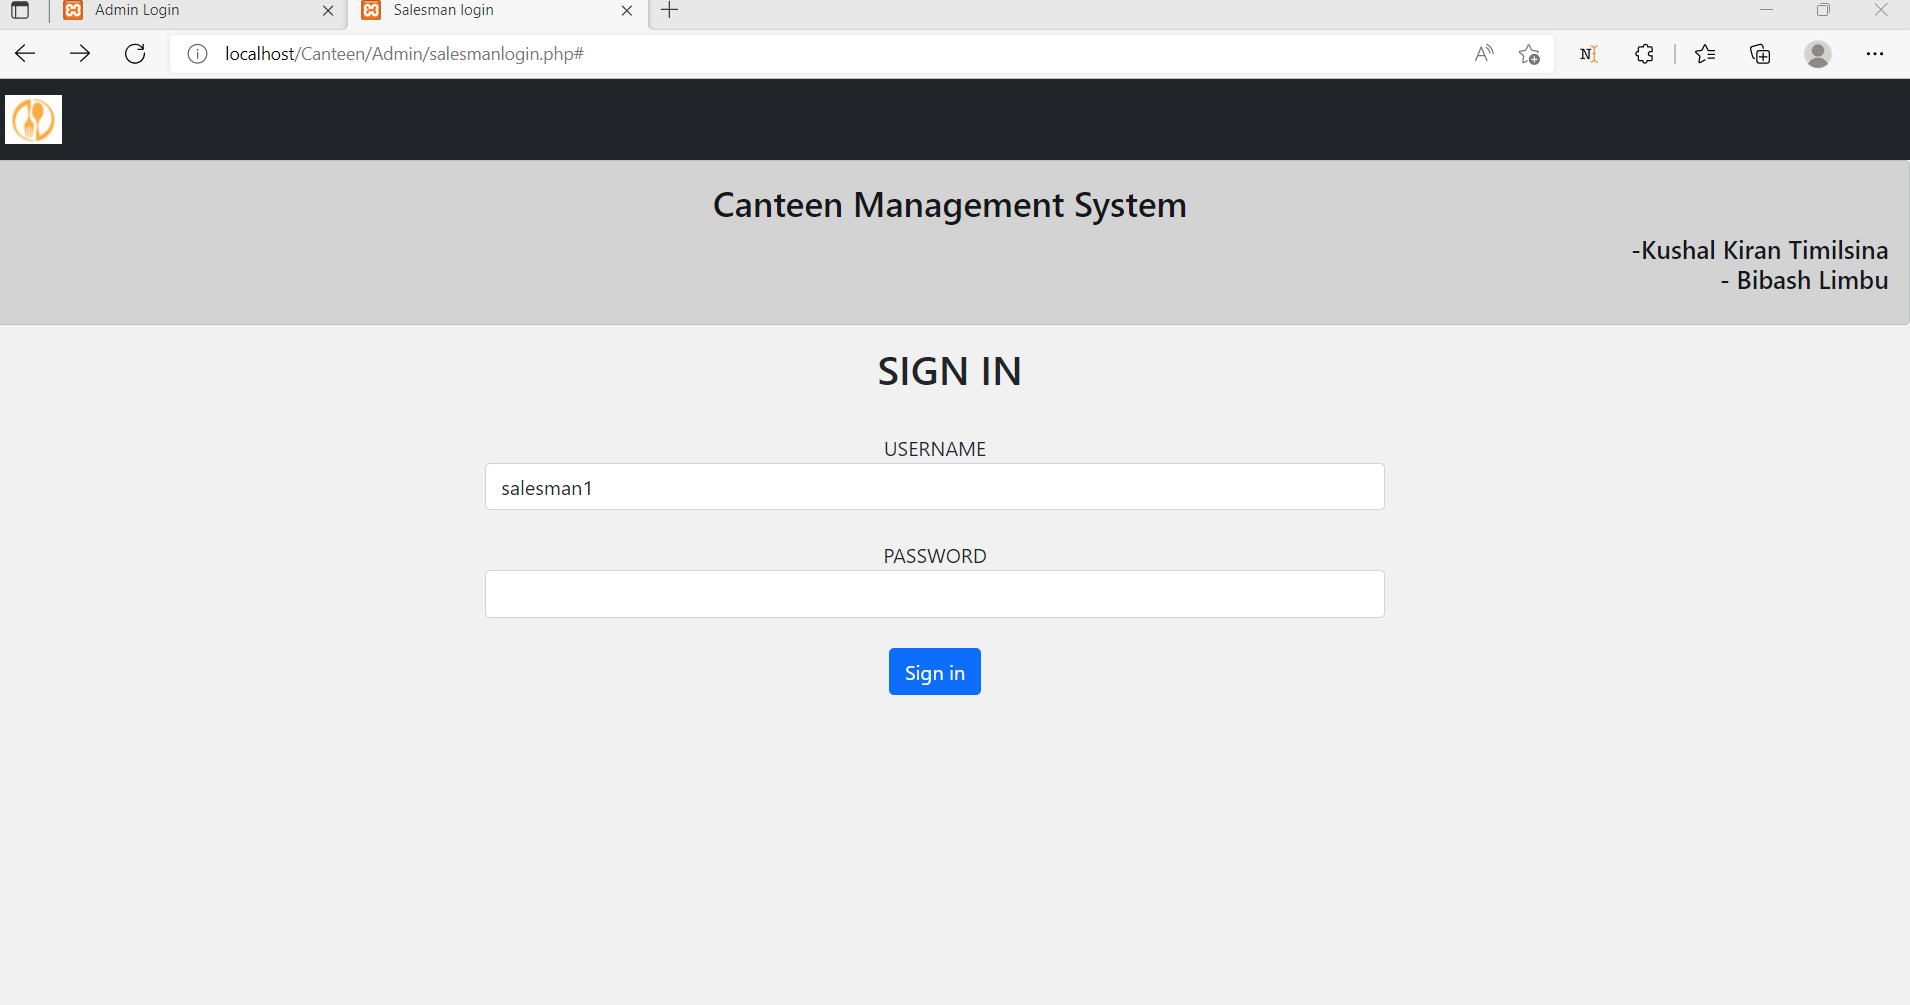 Admin Login
Salesman login
localhost/Canteen/Admin/salesmanlogin.php#
Canteen Management System
-Kushal Kiran Timilsina
- Bibash Limbu
SIGN IN
USERNAME
salesman1
PASSWORD
Sign in